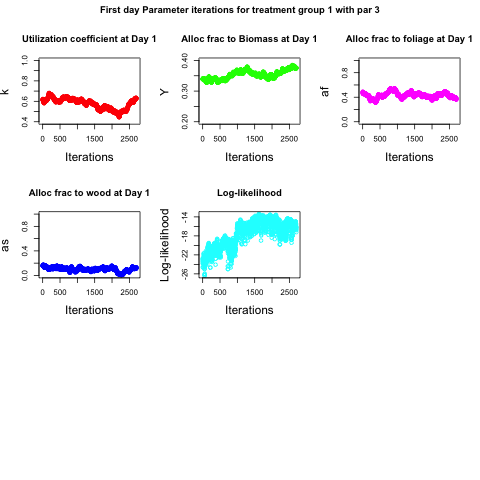 First day Parameter iterations for treatment group 1 with par 3
Utilization coefficient at Day 1
k
0.4 0.6 0.8 1.0
0 500 1500 2500
Iterations
Alloc frac to Biomass at Day 1
Y
0.20 0.30 0.40
0 500 1500 2500
Iterations
Alloc frac to foliage at Day 1
af
0.0 0.4 0.8
0 500 1500 2500
Iterations
Alloc frac to wood at Day 1
as
0.0 0.4 0.8
0 500 1500 2500
Iterations
Log-likelihood
Log-likelihood
-26 -22 -18 -14
0 500 1500 2500
Iterations